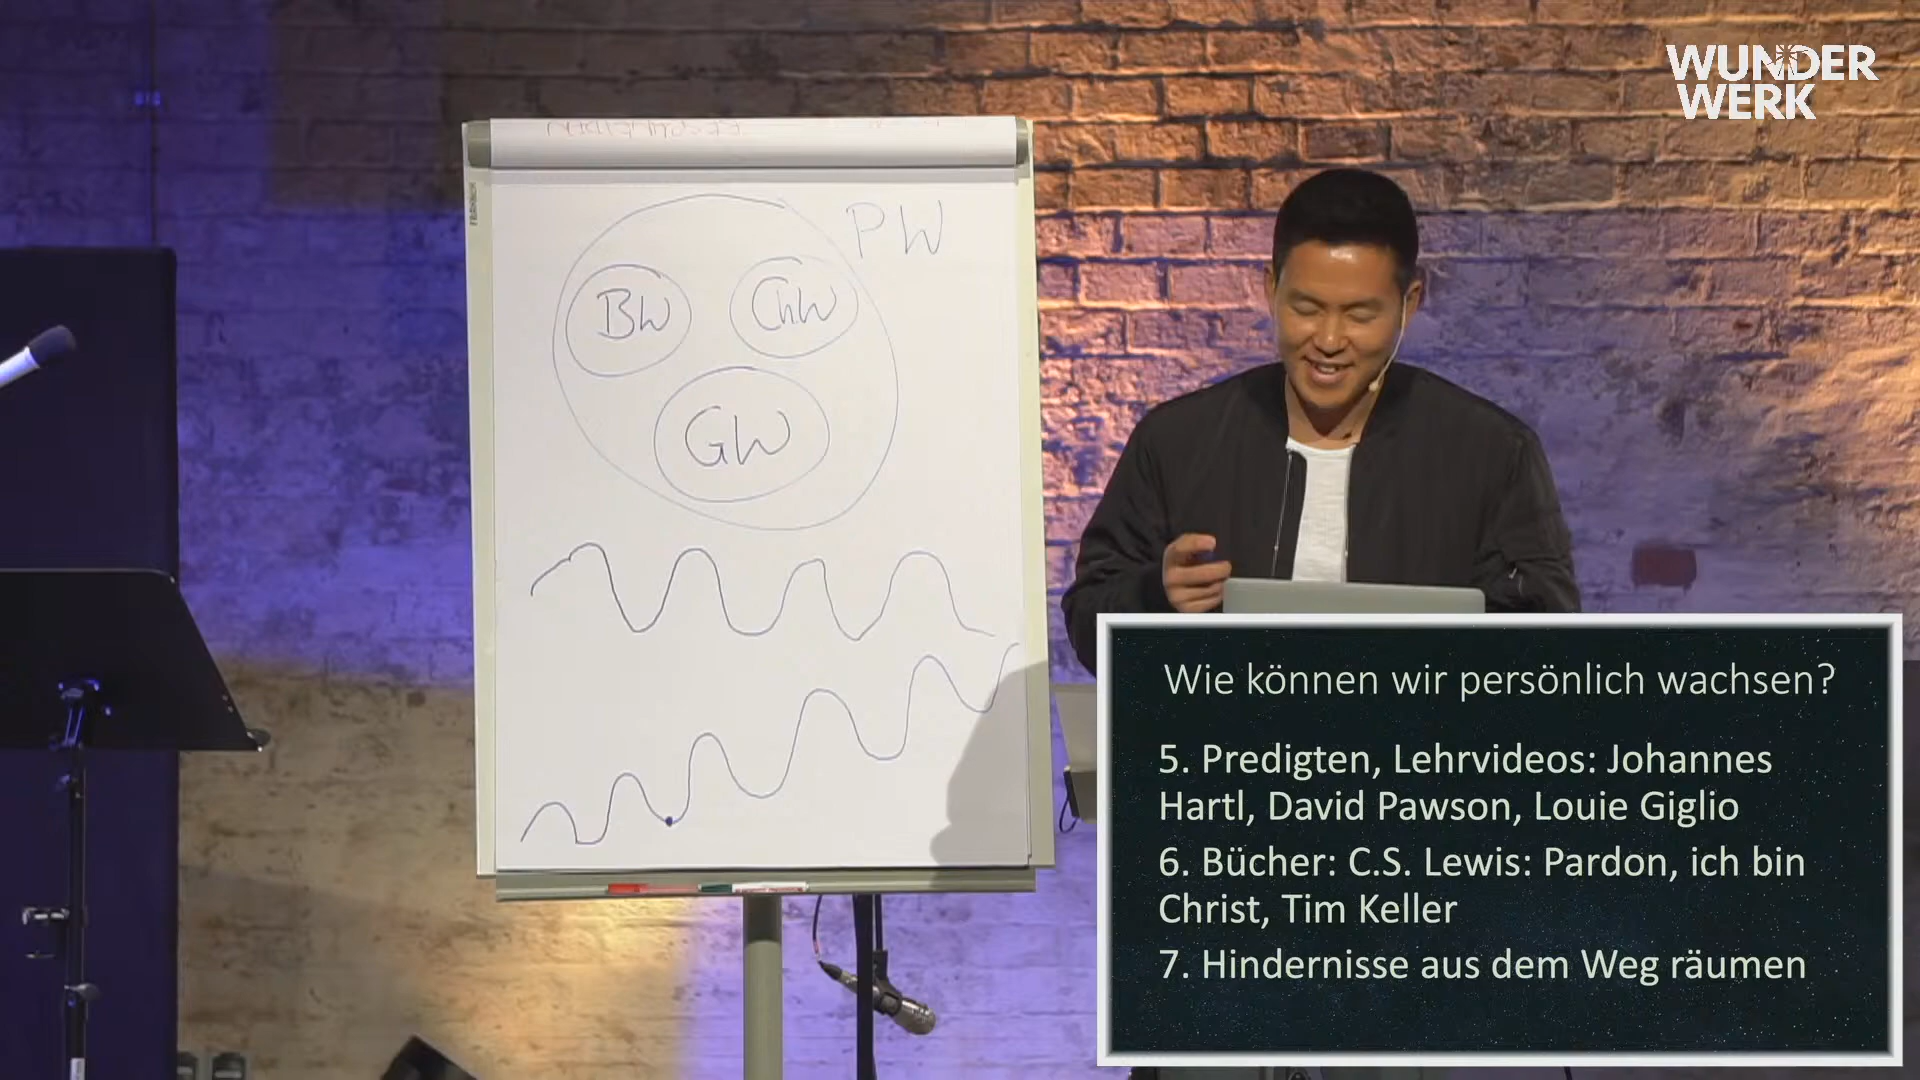 WUNDER
WERK
PW
BW
ChW
GW
Wie können wir persönlich wachsen?
5. Predigten, Lehrvideos: Johannes
Hartl, David Pawson, Louie Giglio
6. Bücher: C.S. Lewis: Pardon, ich bin
Christ, Tim Keller
7. Hindernisse aus dem Weg räumen